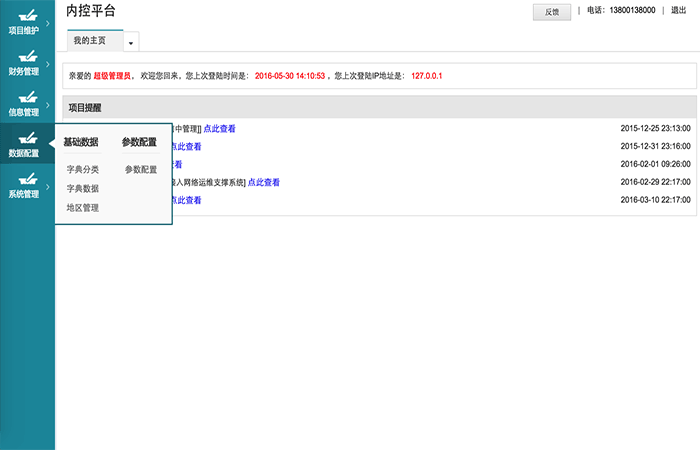 内控平台
反馈 | 电话：13800138000 | 退出
项目维护
财务管理
信息管理
数据配置
系统管理
我的主页
亲爱的 超级管理员， 欢迎您回来，您上次登陆时间是： 2016-05-30 14:10:53 ，您上次登陆IP地址是： 127.0.0.1
项目提醒
中管理]] 点此查看 2015-12-25 23:13:00
点此查看 2015-12-31 23:16:00
查看 2016-02-01 09:26:00
接入网络运维支撑系统] 点此查看 2016-02-29 22:17:00
点此查看 2016-03-10 22:17:00
基础数据 参数配置
字典分类 参数配置
字典数据
地区管理